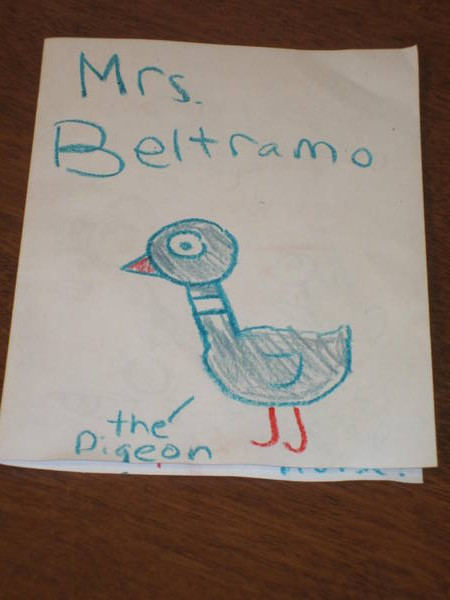 Mrs.
Beltramo
the
Pigeon